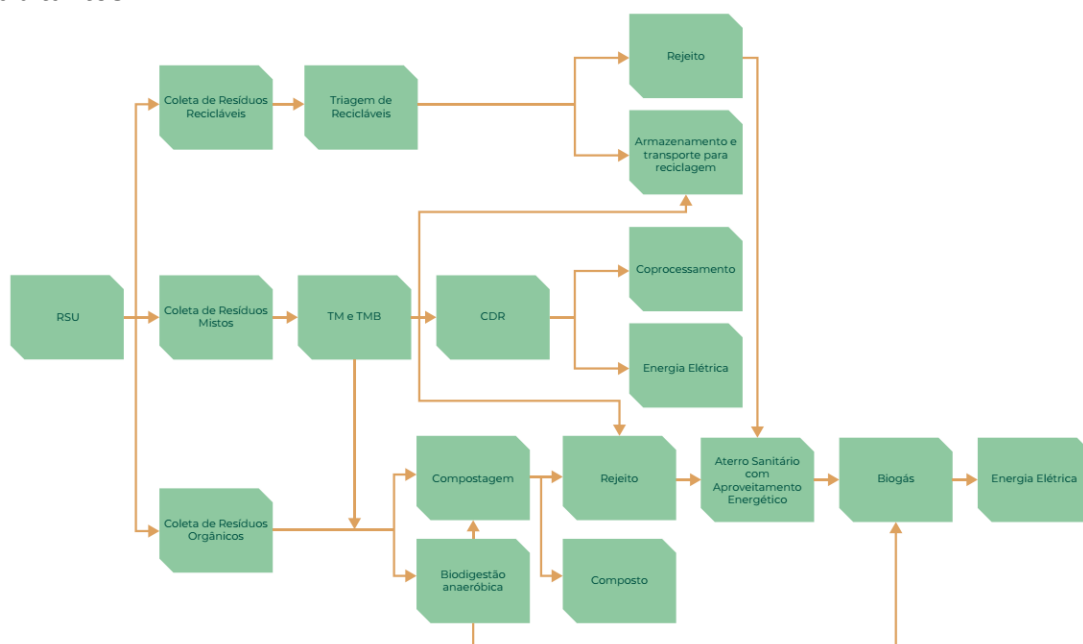 Rejeito
Coleta de Resíduos
Recicláveis
Triagem de
Recicláveis
Armazenamento e
transporte para
reciclagem
Coprocessamento
RSU
Coleta de Resíduos
Mistos
TM e TMB
CDR
Energia Elétrica
Compostagem
Rejeito
Aterro Sanitário
com
Aproveitamento
Energético
Biogás
Energia Elétrica
Coleta de Resíduos
Orgânicos
Biodigestão
anaeróbica
Composto